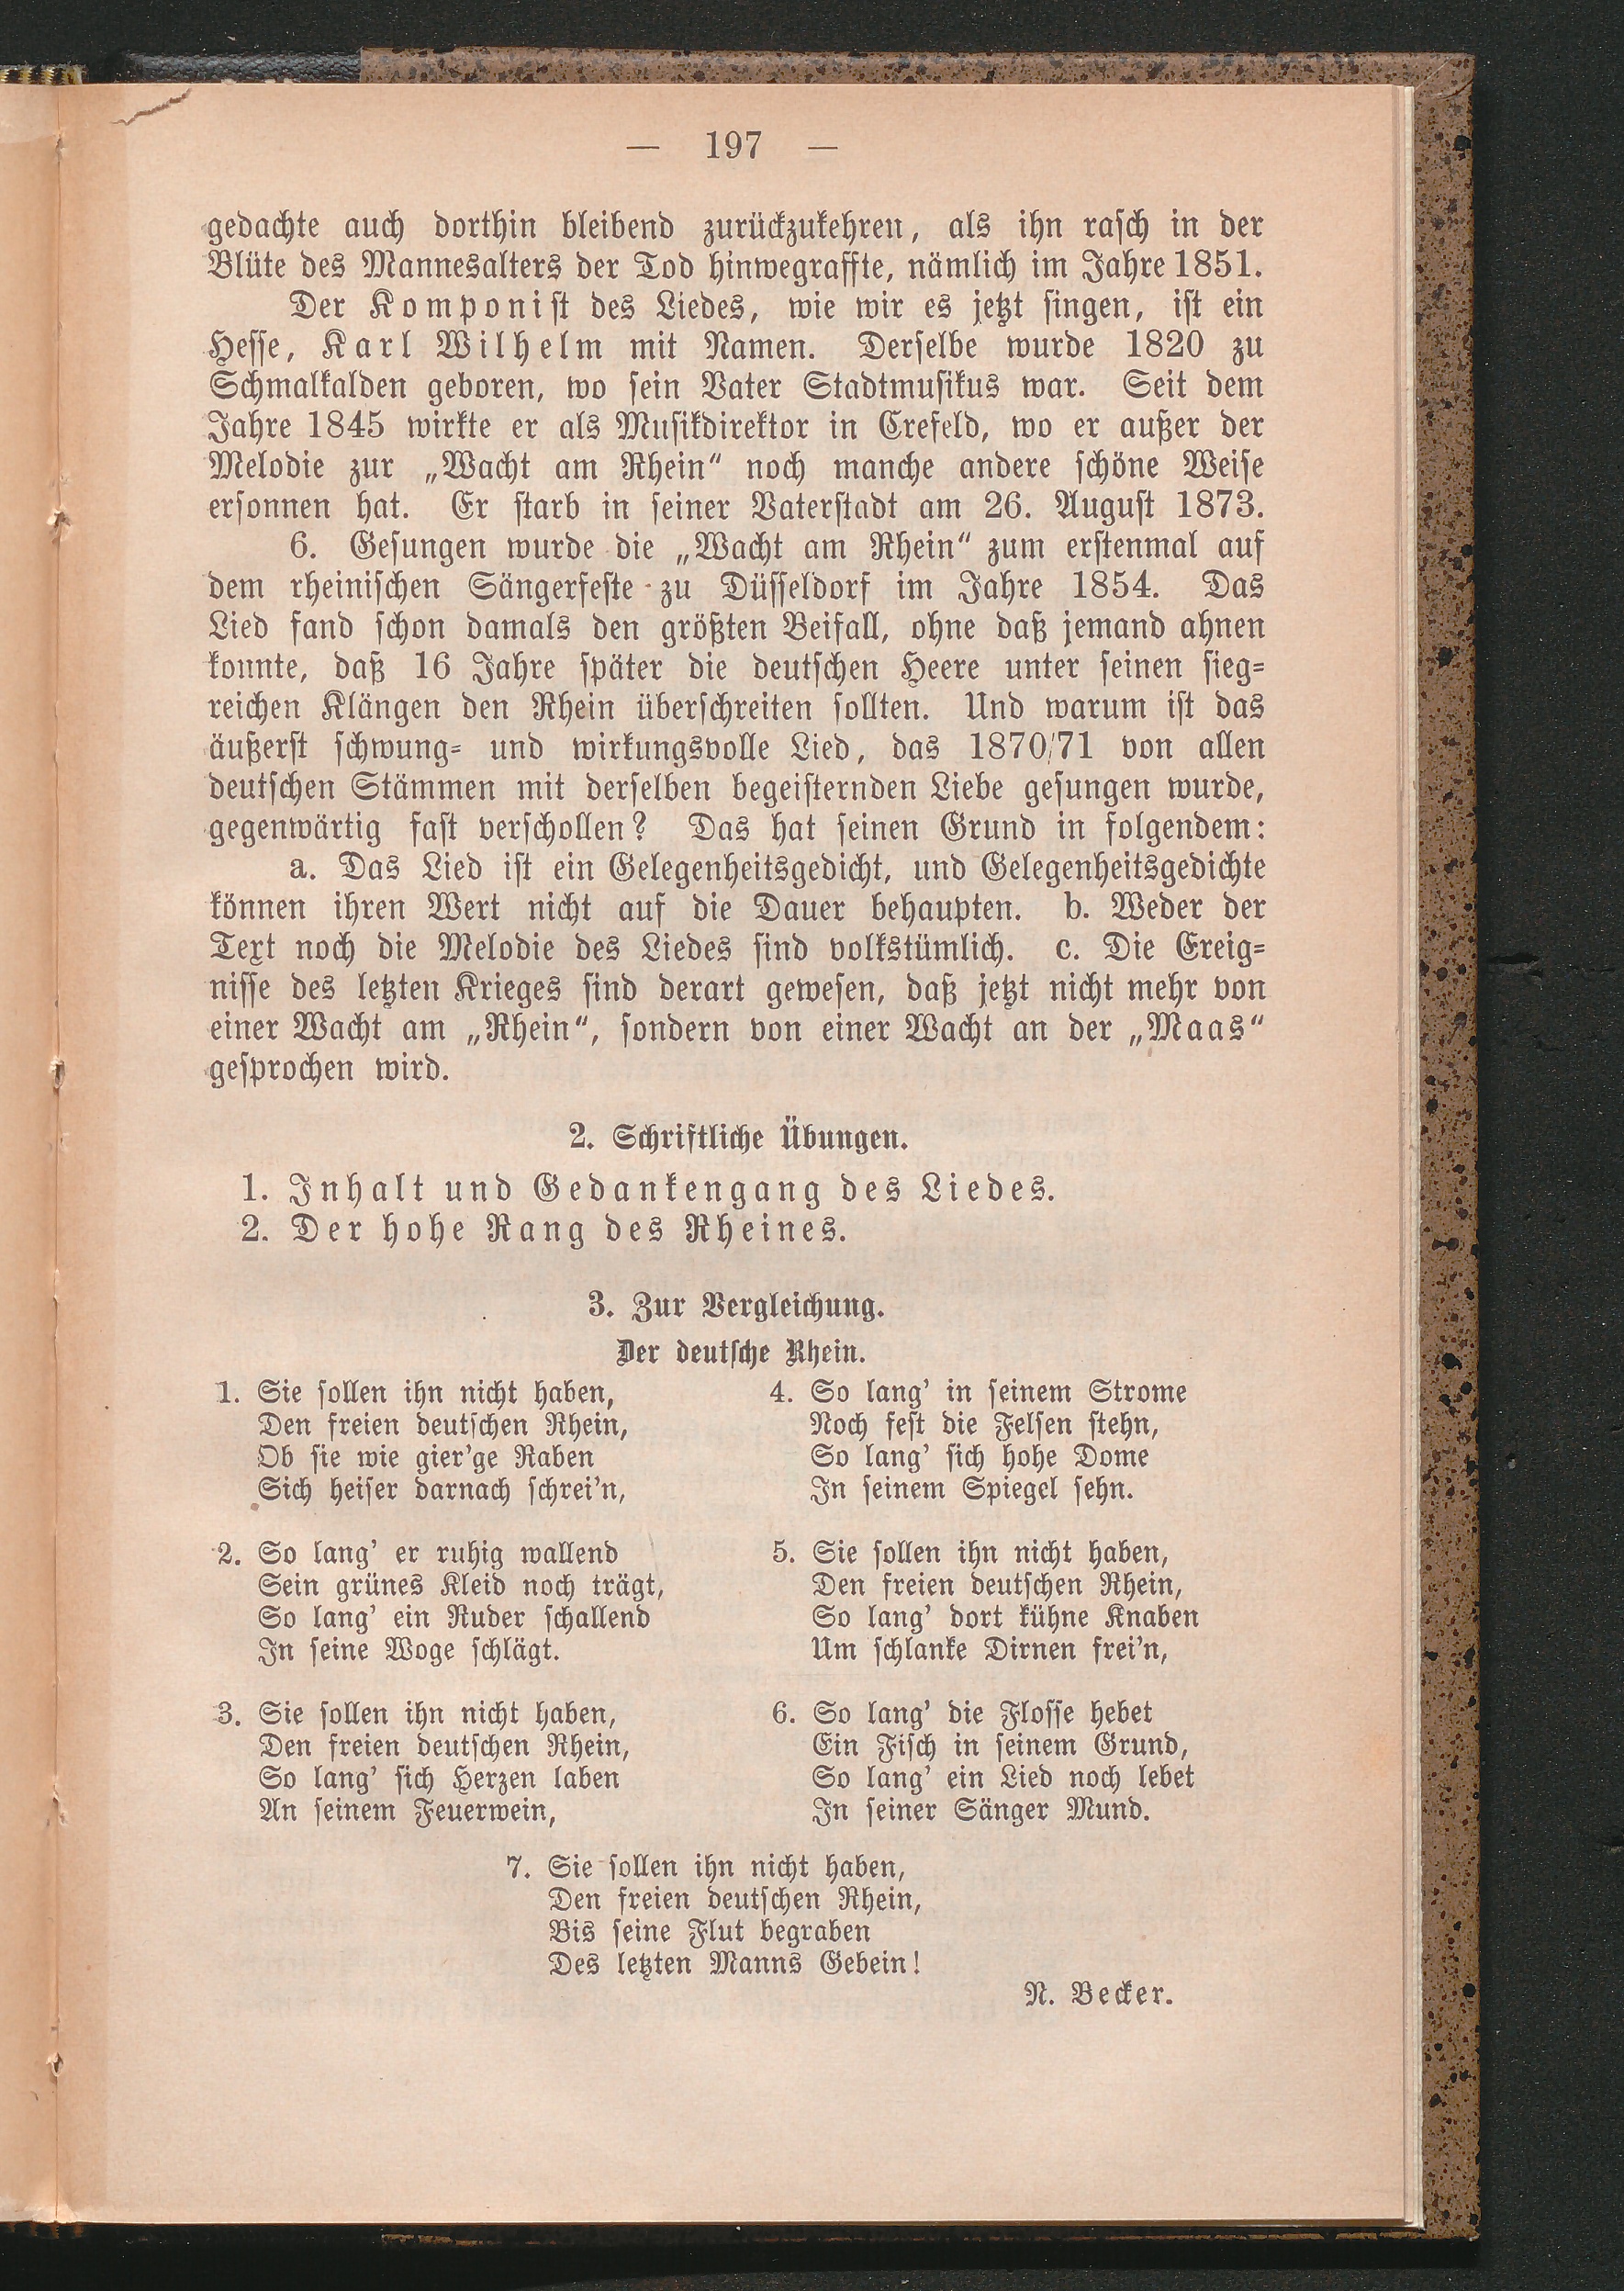 — 197 —
gedachte auch dorthin bleibend zurückzukehren, als ihn rasch in der
Blüte des Mannesalters der Tod hinwegraffte, nämlich im Jahre 1851.
Der Komponist des Liedes, wie wir es jetzt singen, ist ein
Hesse, Karl Wilhelm mit Namen. Derselbe wurde 1820 zu
Schmalkalden geboren, wo sein Vater Stadtmusikus war. Seit dem
Jahre 1845 wirkte er als Musikdirektor in Crefeld, wo er außer der
Melodie zur „Wacht am Rhein“ noch manche andere schöne Weise
ersonnen hat. Er starb in seiner Vaterstadt am 26. August 1873.
6. Gesungen wurde die „Wacht am Rhein“ zum erstenmal auf
dem rheinischen Sängerfeste zu Düsseldorf im Jahre 1854. Das
Lied fand schon damals den größten Beifall, ohne daß jemand ahnen
konnte, daß 16 Jahre später die deutschen Heere unter seinen sieg=
reichen Klängen den Rhein überschreiten sollten. Und warum ist das
äußerst schwung= und wirkungsvolle Lied, das 1870/71 von allen
deutschen Stämmen mit derselben begeisternden Liebe gesungen wurde,
gegenwärtig fast verschollen? Das hat seinen Grund in folgendem:
a. Das Lied ist ein Gelegenheitsgedicht, und Gelegenheitsgedichte
können ihren Wert nicht auf die Dauer behaupten. b. Weder der
Text noch die Melodie des Liedes sind volkstümlich. c. Die Ereig=
nisse des letzten Krieges sind derart gewesen, daß jetzt nicht mehr von
einer Wacht am „Rhein“, sondern von einer Wacht an der „Maas“
gesprochen wird.
2. Schriftliche Übungen.
1. Inhalt und Gedankengang des Liedes.
2. Der hohe Rang des Rheines.
3. Zur Vergleichung.
Der deutsche Rhein.
1. Sie sollen ihn nicht haben,
Den freien deutschen Rhein,
Ob sie wie gier'ge Raben
Sich heiser darnach schrei'n,
2. So lang' er ruhig wallend
Sein grünes Kleid noch trägt,
So lang' ein Ruder schallend
In seine Woge schlägt.
3. Sie sollen ihn nicht haben,
Den freien deutschen Rhein,
So lang' sich Herzen laben
An seinem Feuerwein,
4. So lang' in seinem Strome
Noch fest die Felsen stehn,
So lang' sich hohe Dome
In seinem Spiegel sehn.
5. Sie sollen ihn nicht haben,
Den freien deutschen Rhein,
So lang' dort kühne Knaben
Um schlanke Dirnen frei'n,
6. So lang' die Flosse hebet
Ein Fisch in seinem Grund,
So lang' ein Lied noch lebet
In seiner Sänger Mund.
7. Sie sollen ihn nicht haben,
Den freien deutschen Rhein,
Bis seine Flut begraben
Des letzten Manns Gebein!
N. Becker.